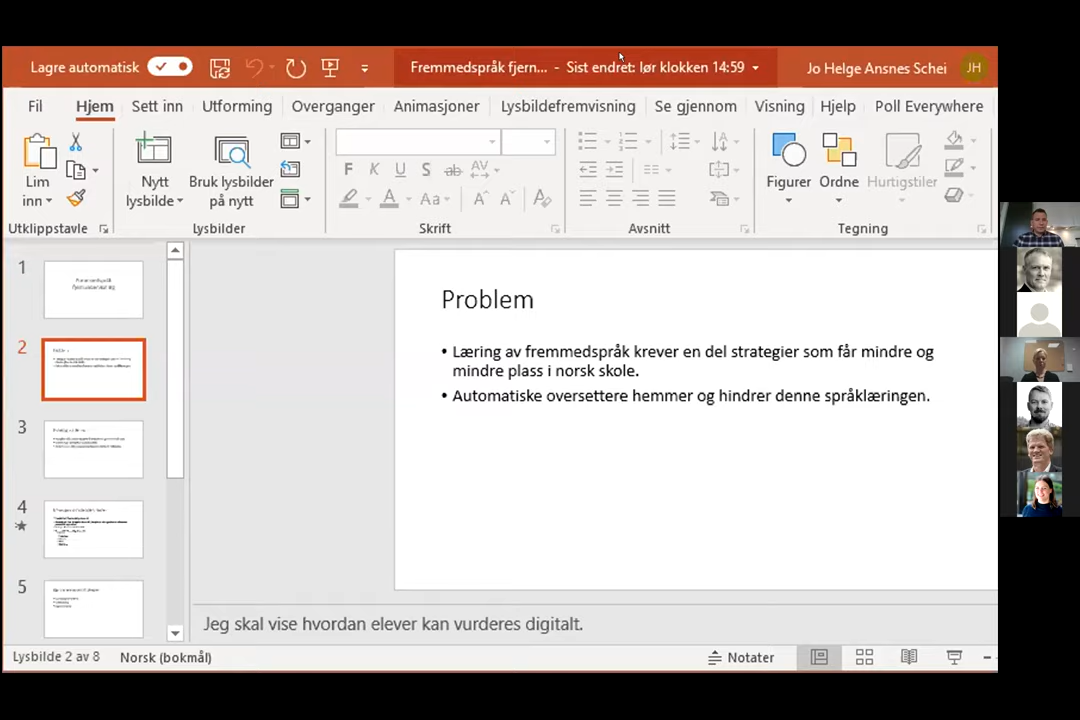 Lagre automatisk
Fremmedspråk fjern... - Sist endret: lør klokken 14:59
Jo Helge Ansnes Schei
JH
Fil Hjem Sett inn Utforming Overganger Animasjoner Lysbildefremvisning Se gjennom Visning Hjelp Poll Everywhere
Lim
inn
Nytt
lysbilde
Bruk lysbilder
på nytt
F K U S ab AV
A Aa A A A
Figurer
Ordne
Hurtigstiler
Utklippstavle
Lysbilder
Skrift
Avsnitt
Tegning
1
2
3
4
5
Problem
• Læring av fremmedspråk krever en del strategier som får mindre og
mindre plass i norsk skole.
• Automatiske oversettere hemmer og hindrer denne språklæringen.
Jeg skal vise hvordan elever kan vurderes digitalt.
Lysbilde 2 av 8
Norsk (bokmål)
Notater